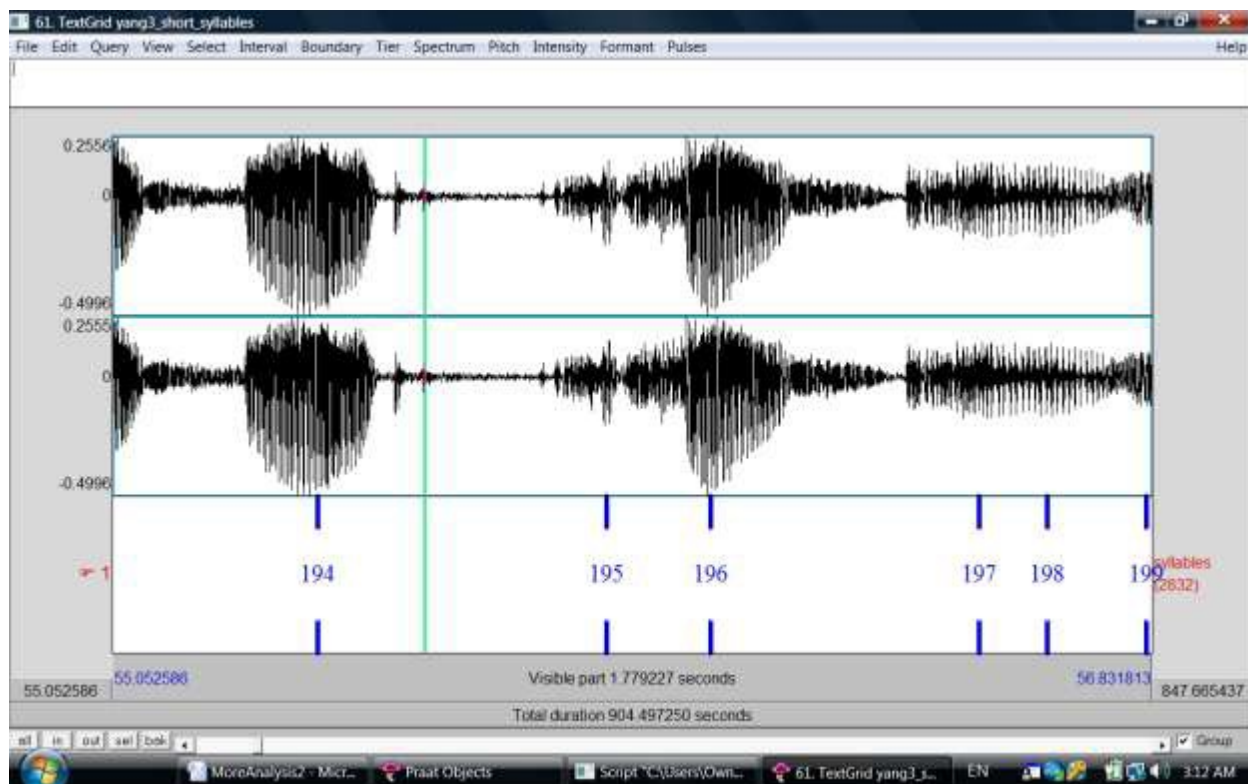 61. TextGrid yang3_short_syllables
File Edit Query View Select Interval Boundary Tier Spectrum Pitch Intensity Formant Pulses Help
0.2556
0
-0.4996
0.2555
0
-0.4996
1 194 195 196 197 198 199 syllables
(2832)
55.052586 55.052586 Visible part 1.779227 seconds 56.831813 847.665437
Total duration 904.497250 seconds
all in out sel bak Group
MoreAnalysis2 - Micr... Praat Objects Script "C:\Users\Own... 61. TextGrid yang3_s... EN 3:12 AM